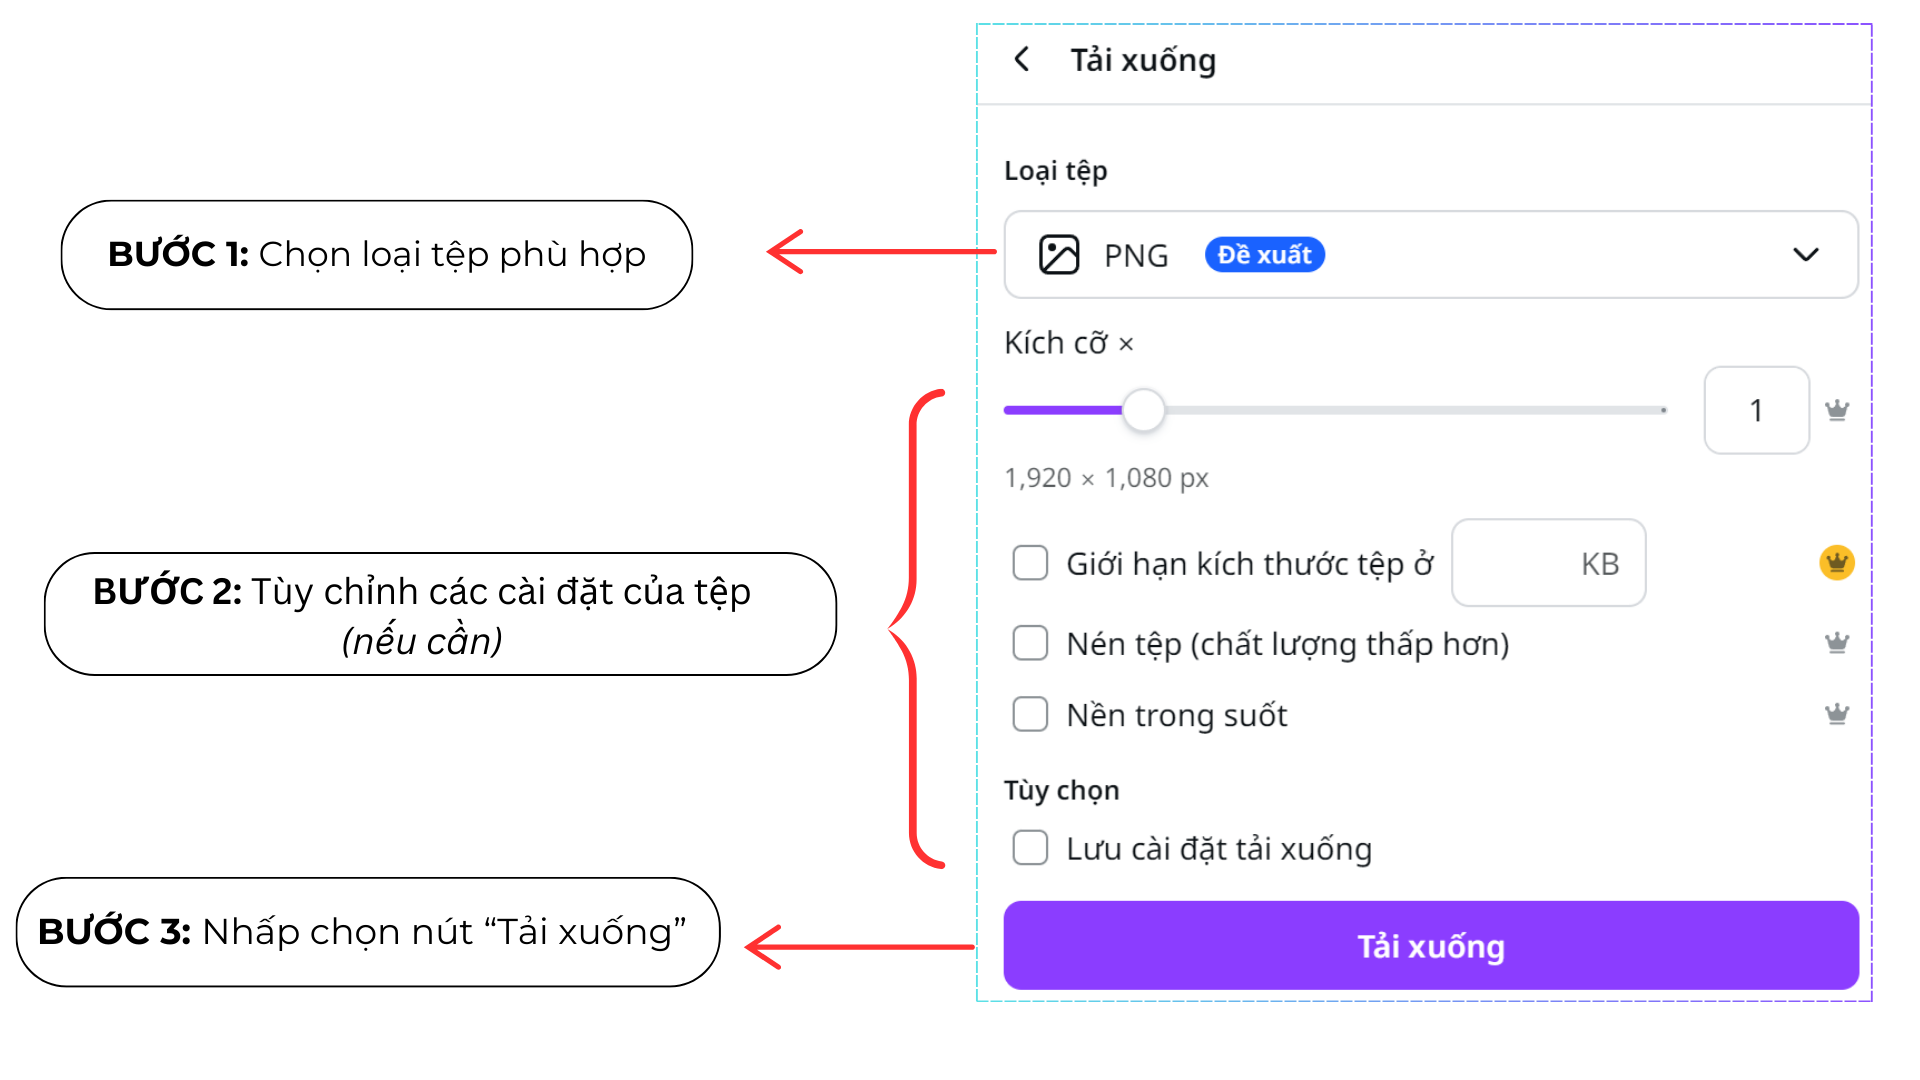 Tải xuống
Loại tệp
BƯỚC 1: Chọn loại tệp phù hợp
PNG Đề xuất
Kích cỡ ×
1
1,920 × 1,080 px
Giới hạn kích thước tệp ở KB
BƯỚC 2: Tùy chỉnh các cài đặt của tệp
(nếu cần)
Nén tệp (chất lượng thấp hơn)
Nền trong suốt
Tùy chọn
Lưu cài đặt tải xuống
BƯỚC 3: Nhấp chọn nút “Tải xuống”
Tải xuống